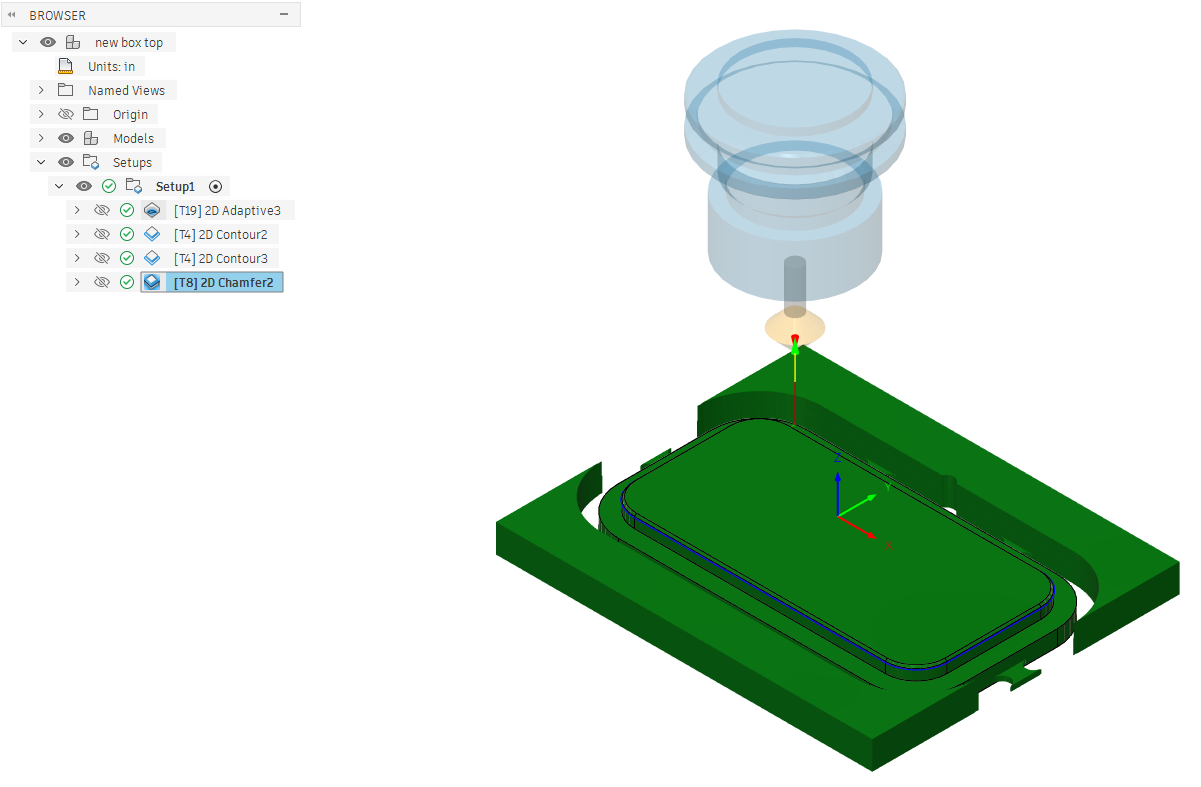 BROWSER
new box top
Units: in
Named Views
Origin
Models
Setups
Setup1
[T19] 2D Adaptive3
[T4] 2D Contour2
[T4] 2D Contour3
[T8] 2D Chamfer2
Z
Y
X